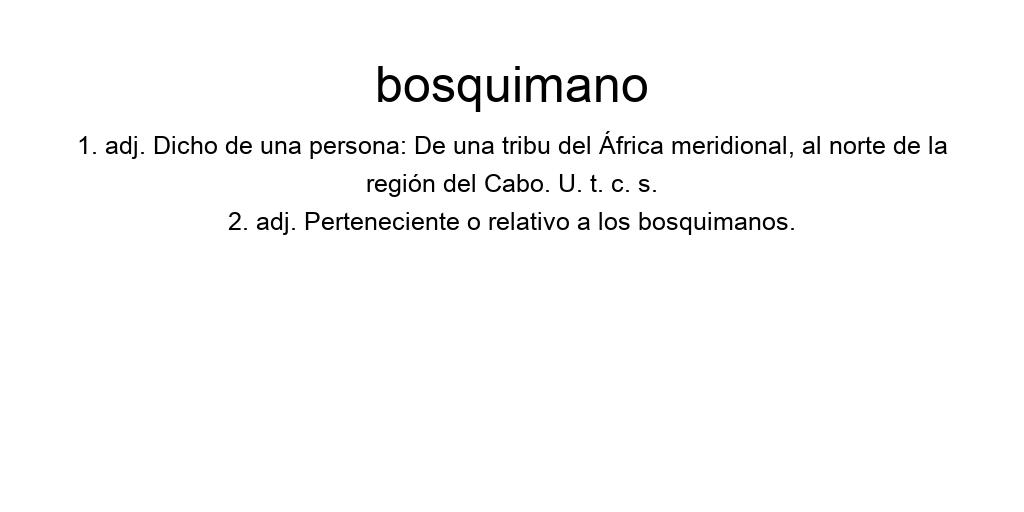 bosquimano
1. adj. Dicho de una persona: De una tribu del África meridional, al norte de la
región del Cabo. U. t. c. s.
2. adj. Perteneciente o relativo a los bosquimanos.